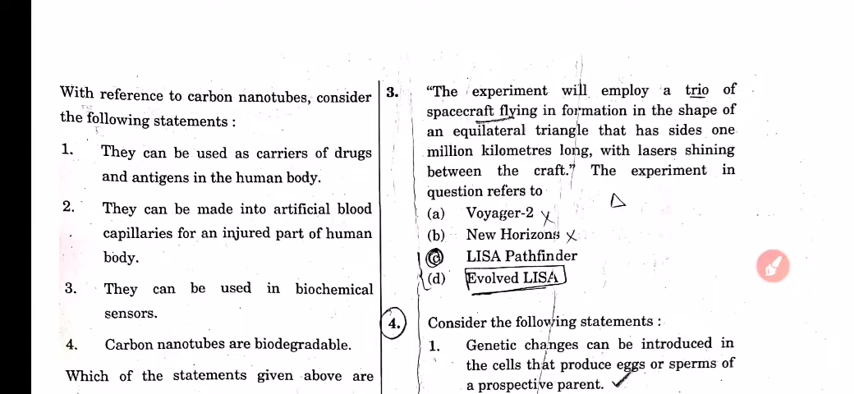 With reference to carbon nanotubes, consider
the following statements :
1. They can be used as carriers of drugs
and antigens in the human body.
2. They can be made into artificial blood
capillaries for an injured part of human
body.
3. They can be used in biochemical
sensors.
4. Carbon nanotubes are biodegradable.
Which of the statements given above are
3. “The experiment will employ a trio of
spacecraft flying in formation in the shape of
an equilateral triangle that has sides one
million kilometres long, with lasers shining
between the craft.” The experiment in
question refers to
(a) Voyager-2
(b) New Horizons
(c) LISA Pathfinder
(d) Evolved LISA
4. Consider the following statements :
1. Genetic changes can be introduced in
the cells that produce eggs or sperms of
a prospective parent.